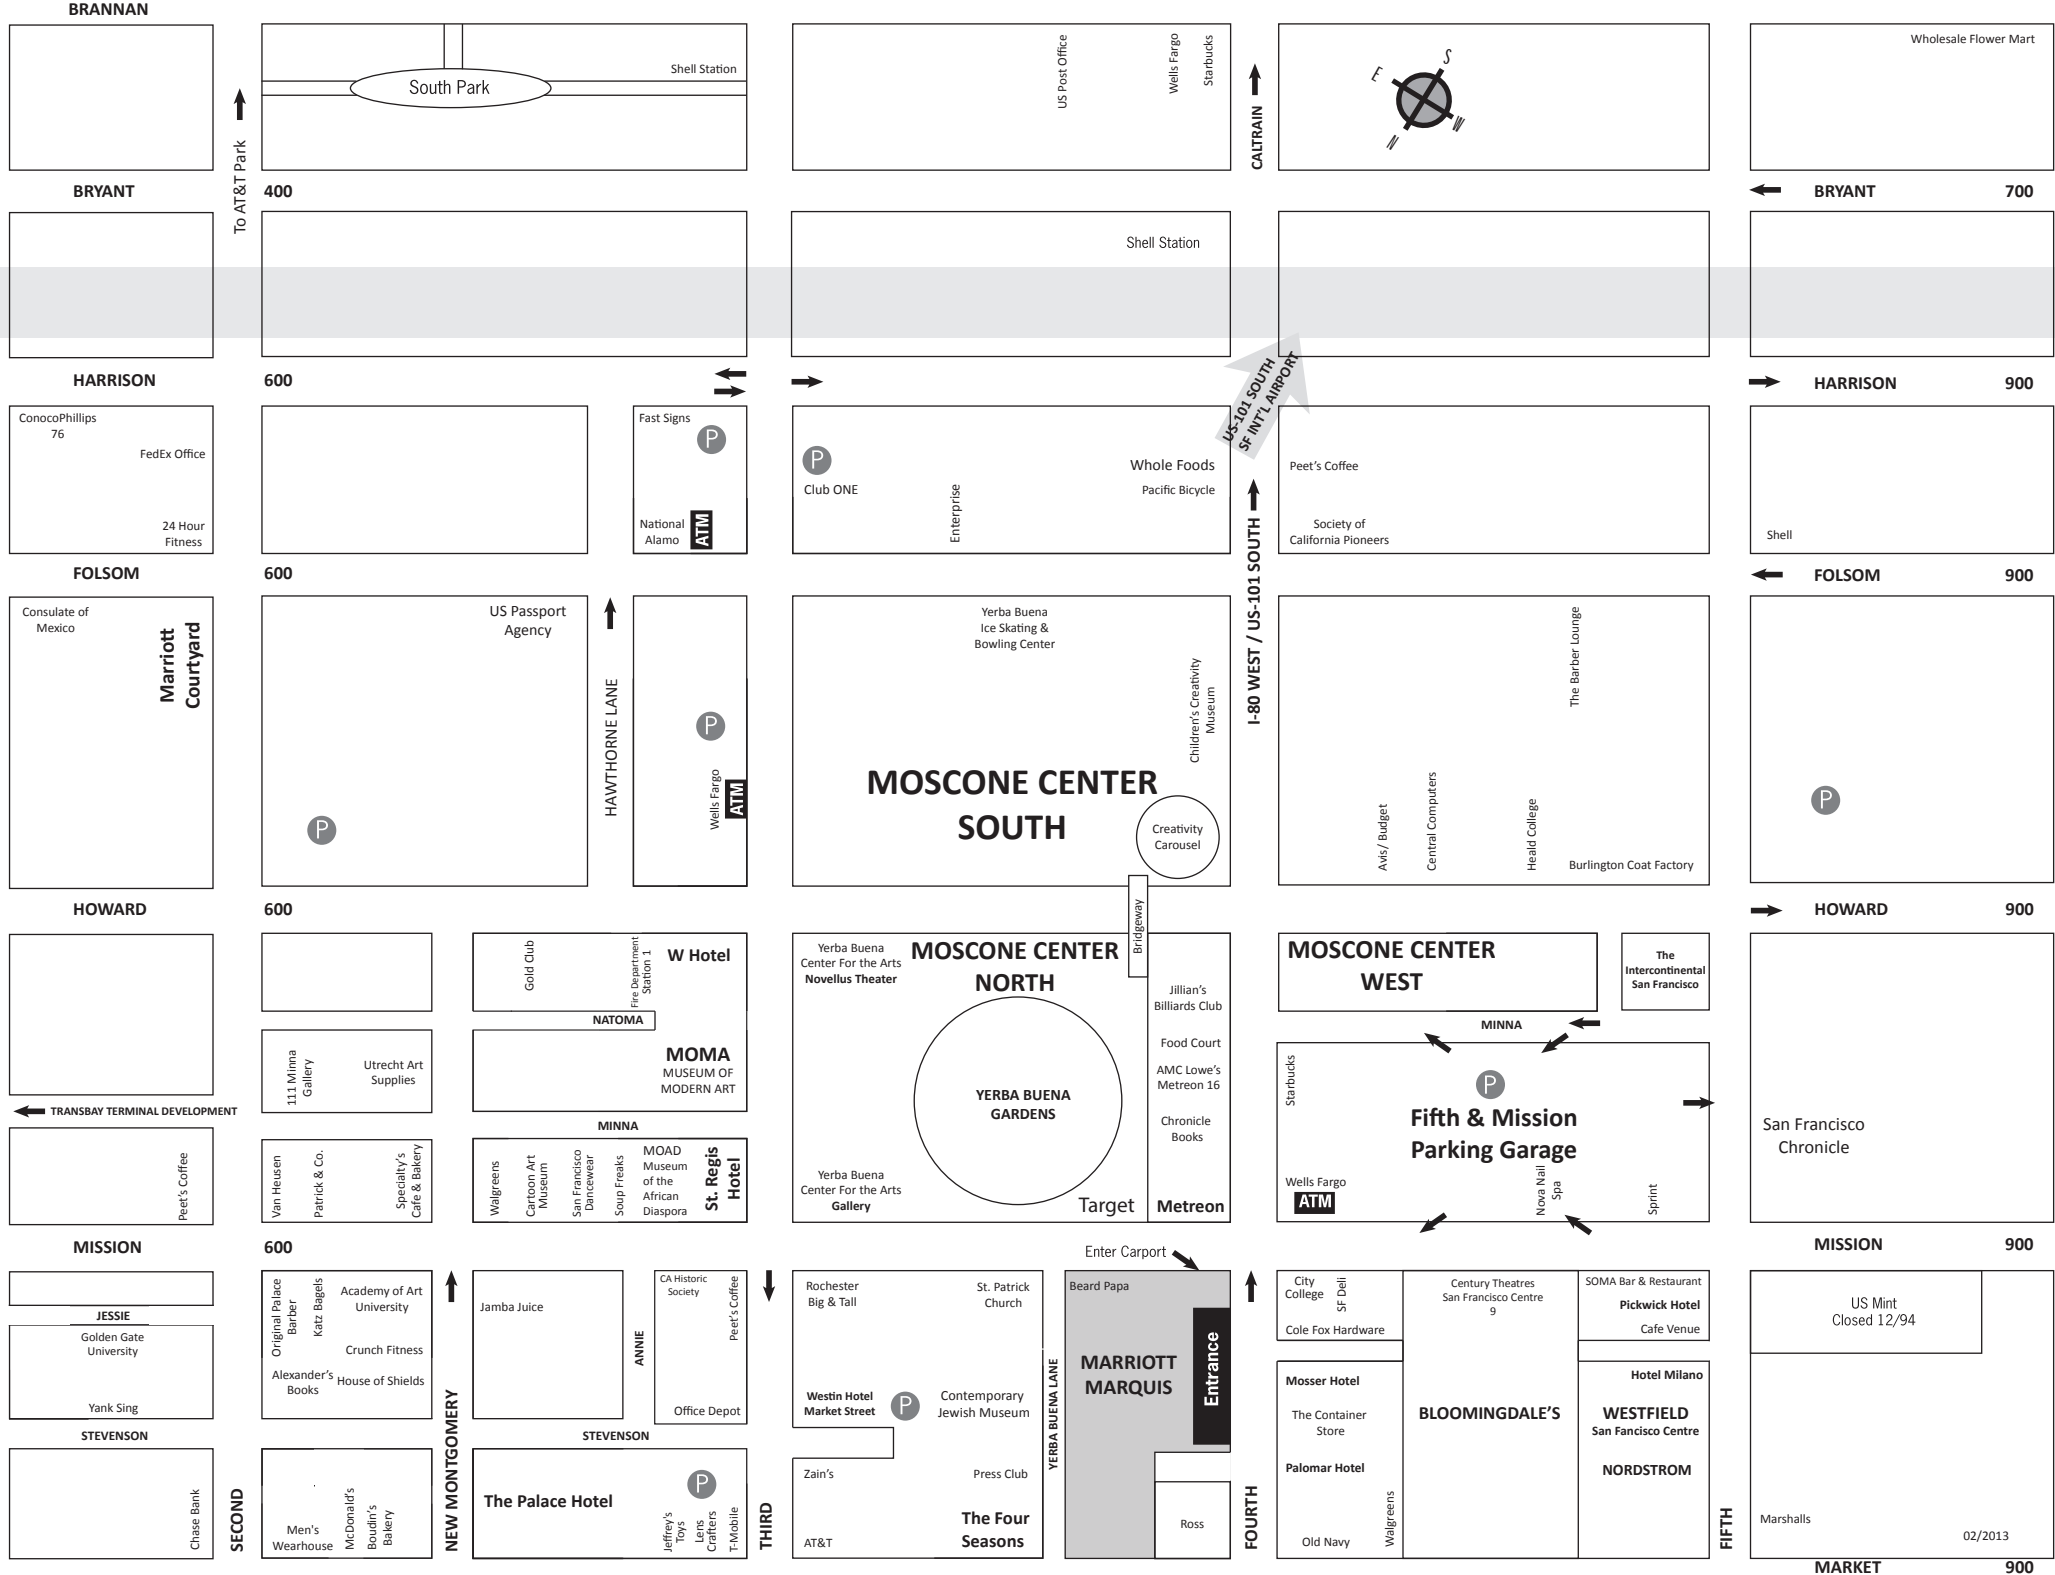 BRANNAN
South Park
Shell Station
US Post Office
Wells Fargo
Starbucks
CALTRAIN
E
S
N
W
Wholesale Flower Mart
To AT&T Park
BRYANT
400
BRYANT
700
Shell Station
US-101 SOUTH
SF INT'L AIRPORT
HARRISON
600
HARRISON
900
ConocoPhillips
76
FedEx Office
24 Hour
Fitness
Fast Signs
P
National
Alamo
ATM
P
Club ONE
Enterprise
Whole Foods
Pacific Bicycle
Peet's Coffee
Society of
California Pioneers
Shell
I-80 WEST / US-101 SOUTH
FOLSOM
600
FOLSOM
900
Consulate of
Mexico
Marriott
Courtyard
US Passport
Agency
P
HAWTHORNE LANE
P
Wells Fargo
ATM
Yerba Buena
Ice Skating &
Bowling Center
Children's Creativity
Museum
MOSCONE CENTER
SOUTH
Creativity
Carousel
The Barber Lounge
Avis/ Budget
Central Computers
Heald College
Burlington Coat Factory
P
HOWARD
600
Bridgeway
HOWARD
900
Gold Club
Fire Department
Station 1
W Hotel
NATOMA
MOMA
MUSEUM OF
MODERN ART
111 Minna
Gallery
Utrecht Art
Supplies
Yerba Buena
Center For the Arts
Novellus Theater
MOSCONE CENTER
NORTH
YERBA BUENA
GARDENS
Jillian's
Billiards Club
Food Court
AMC Lowe's
Metreon 16
Chronicle
Books
Yerba Buena
Center For the Arts
Gallery
Target
Metreon
MOSCONE CENTER
WEST
The
Intercontinental
San Francisco
MINNA
Starbucks
P
Fifth & Mission
Parking Garage
Wells Fargo
ATM
Nova Nail
Spa
Sprint
San Francisco
Chronicle
TRANSBAY TERMINAL DEVELOPMENT
MINNA
Peet's Coffee
Van Heusen
Patrick & Co.
Specialty's
Cafe & Bakery
Walgreens
Cartoon Art
Museum
San Francisco
Dancewear
Soup Freaks
MOAD
Museum
of the
African
Diaspora
St. Regis
Hotel
MISSION
600
Enter Carport
MISSION
900
JESSIE
Golden Gate
University
Yank Sing
STEVENSON
Chase Bank
SECOND
Original Palace
Barber
Katz Bagels
Academy of Art
University
Crunch Fitness
Alexander's
Books
House of Shields
Men's
Wearhouse
McDonald's
Boudin's
Bakery
NEW MONTGOMERY
Jamba Juice
ANNIE
CA Historic
Society
Peet's Coffee
Office Depot
STEVENSON
The Palace Hotel
P
Jeffrey's
Toys
Lens
Crafters
T-Mobile
THIRD
Rochester
Big & Tall
St. Patrick
Church
Westin Hotel
Market Street
P
Contemporary
Jewish Museum
Zain's
Press Club
AT&T
The Four
Seasons
YERBA BUENA LANE
Beard Papa
MARRIOTT
MARQUIS
Entrance
Ross
FOURTH
City
College
SF Deli
Cole Fox Hardware
Mosser Hotel
The Container
Store
Palomar Hotel
Old Navy
Walgreens
Century Theatres
San Francisco Centre
9
BLOOMINGDALE'S
SOMA Bar & Restaurant
Pickwick Hotel
Cafe Venue
Hotel Milano
WESTFIELD
San Fancisco Centre
NORDSTROM
FIFTH
US Mint
Closed 12/94
Marshalls
02/2013
MARKET
900